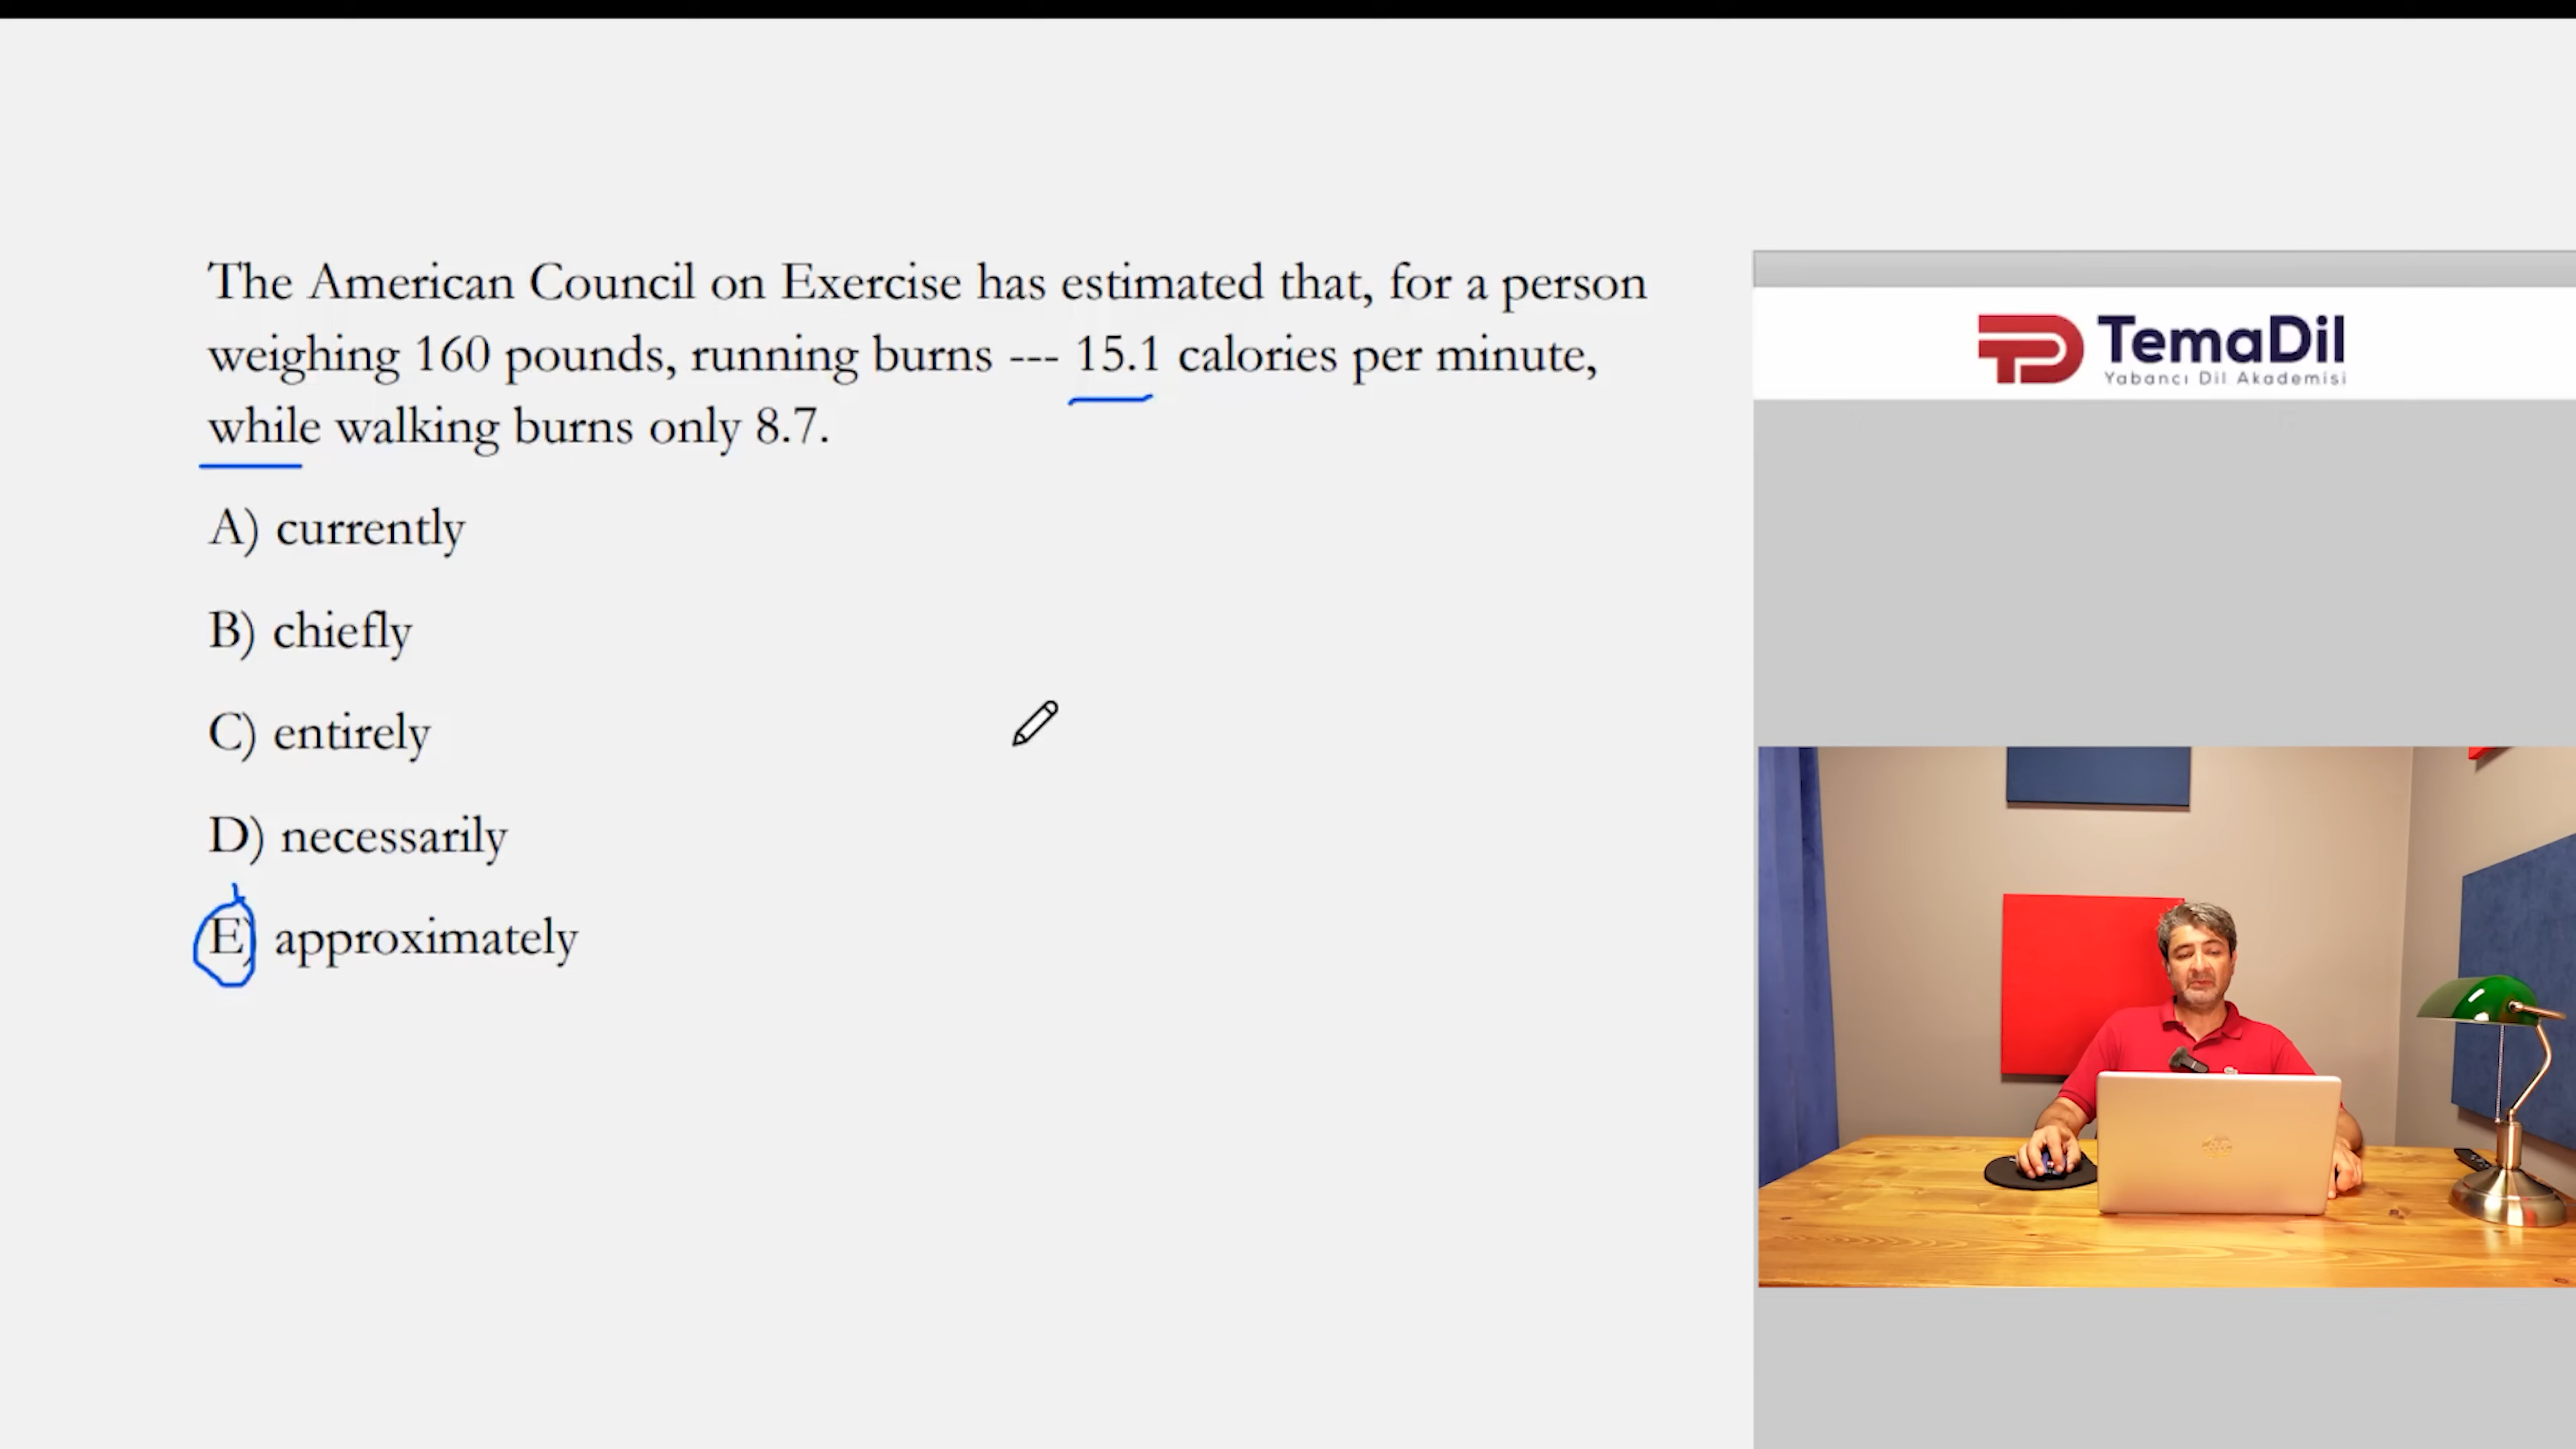 The American Council on Exercise has estimated that, for a person
weighing 160 pounds, running burns --- 15.1 calories per minute,
while walking burns only 8.7.
A) currently
B) chiefly
C) entirely
D) necessarily
E) approximately
TemaDil
Yabancı Dil Akademisi